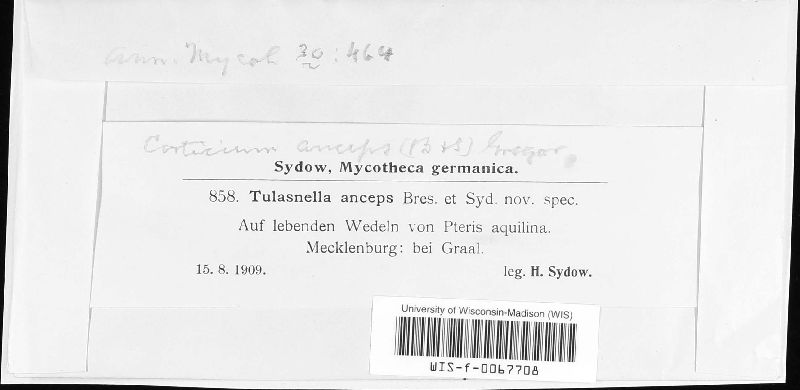 Ann. Mycol 30: 464
Corticium anceps (B + S) Gregor
Sydow, Mycotheca germanica.
858. Tulasnella anceps Bres. et Syd. nov. spec.
Auf lebenden Wedeln von Pteris aquilina.
Mecklenburg: bei Graal.
15. 8. 1909. leg. H. Sydow.
University of Wisconsin-Madison (WIS)
WIS-f-0067708